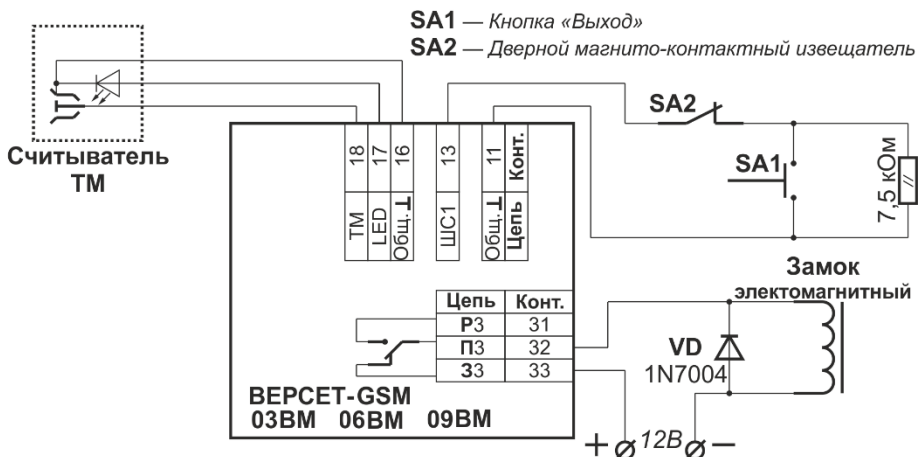 SA1 — Кнопка «Выход»
SA2 — Дверной магнито-контактный извещатель
Считыватель
ТМ
18 17 16 13 11 Конт.
ТМ LED Общ. ШС1 Общ. Цепь
SA2
SA1
7,5 кОм
Замок
электомагнитный
Цепь Конт.
Р3 31
П3 32
З3 33
VD
1N7004
ВЕРСЕТ-GSM
03ВМ 06ВМ 09ВМ
+ 12В −